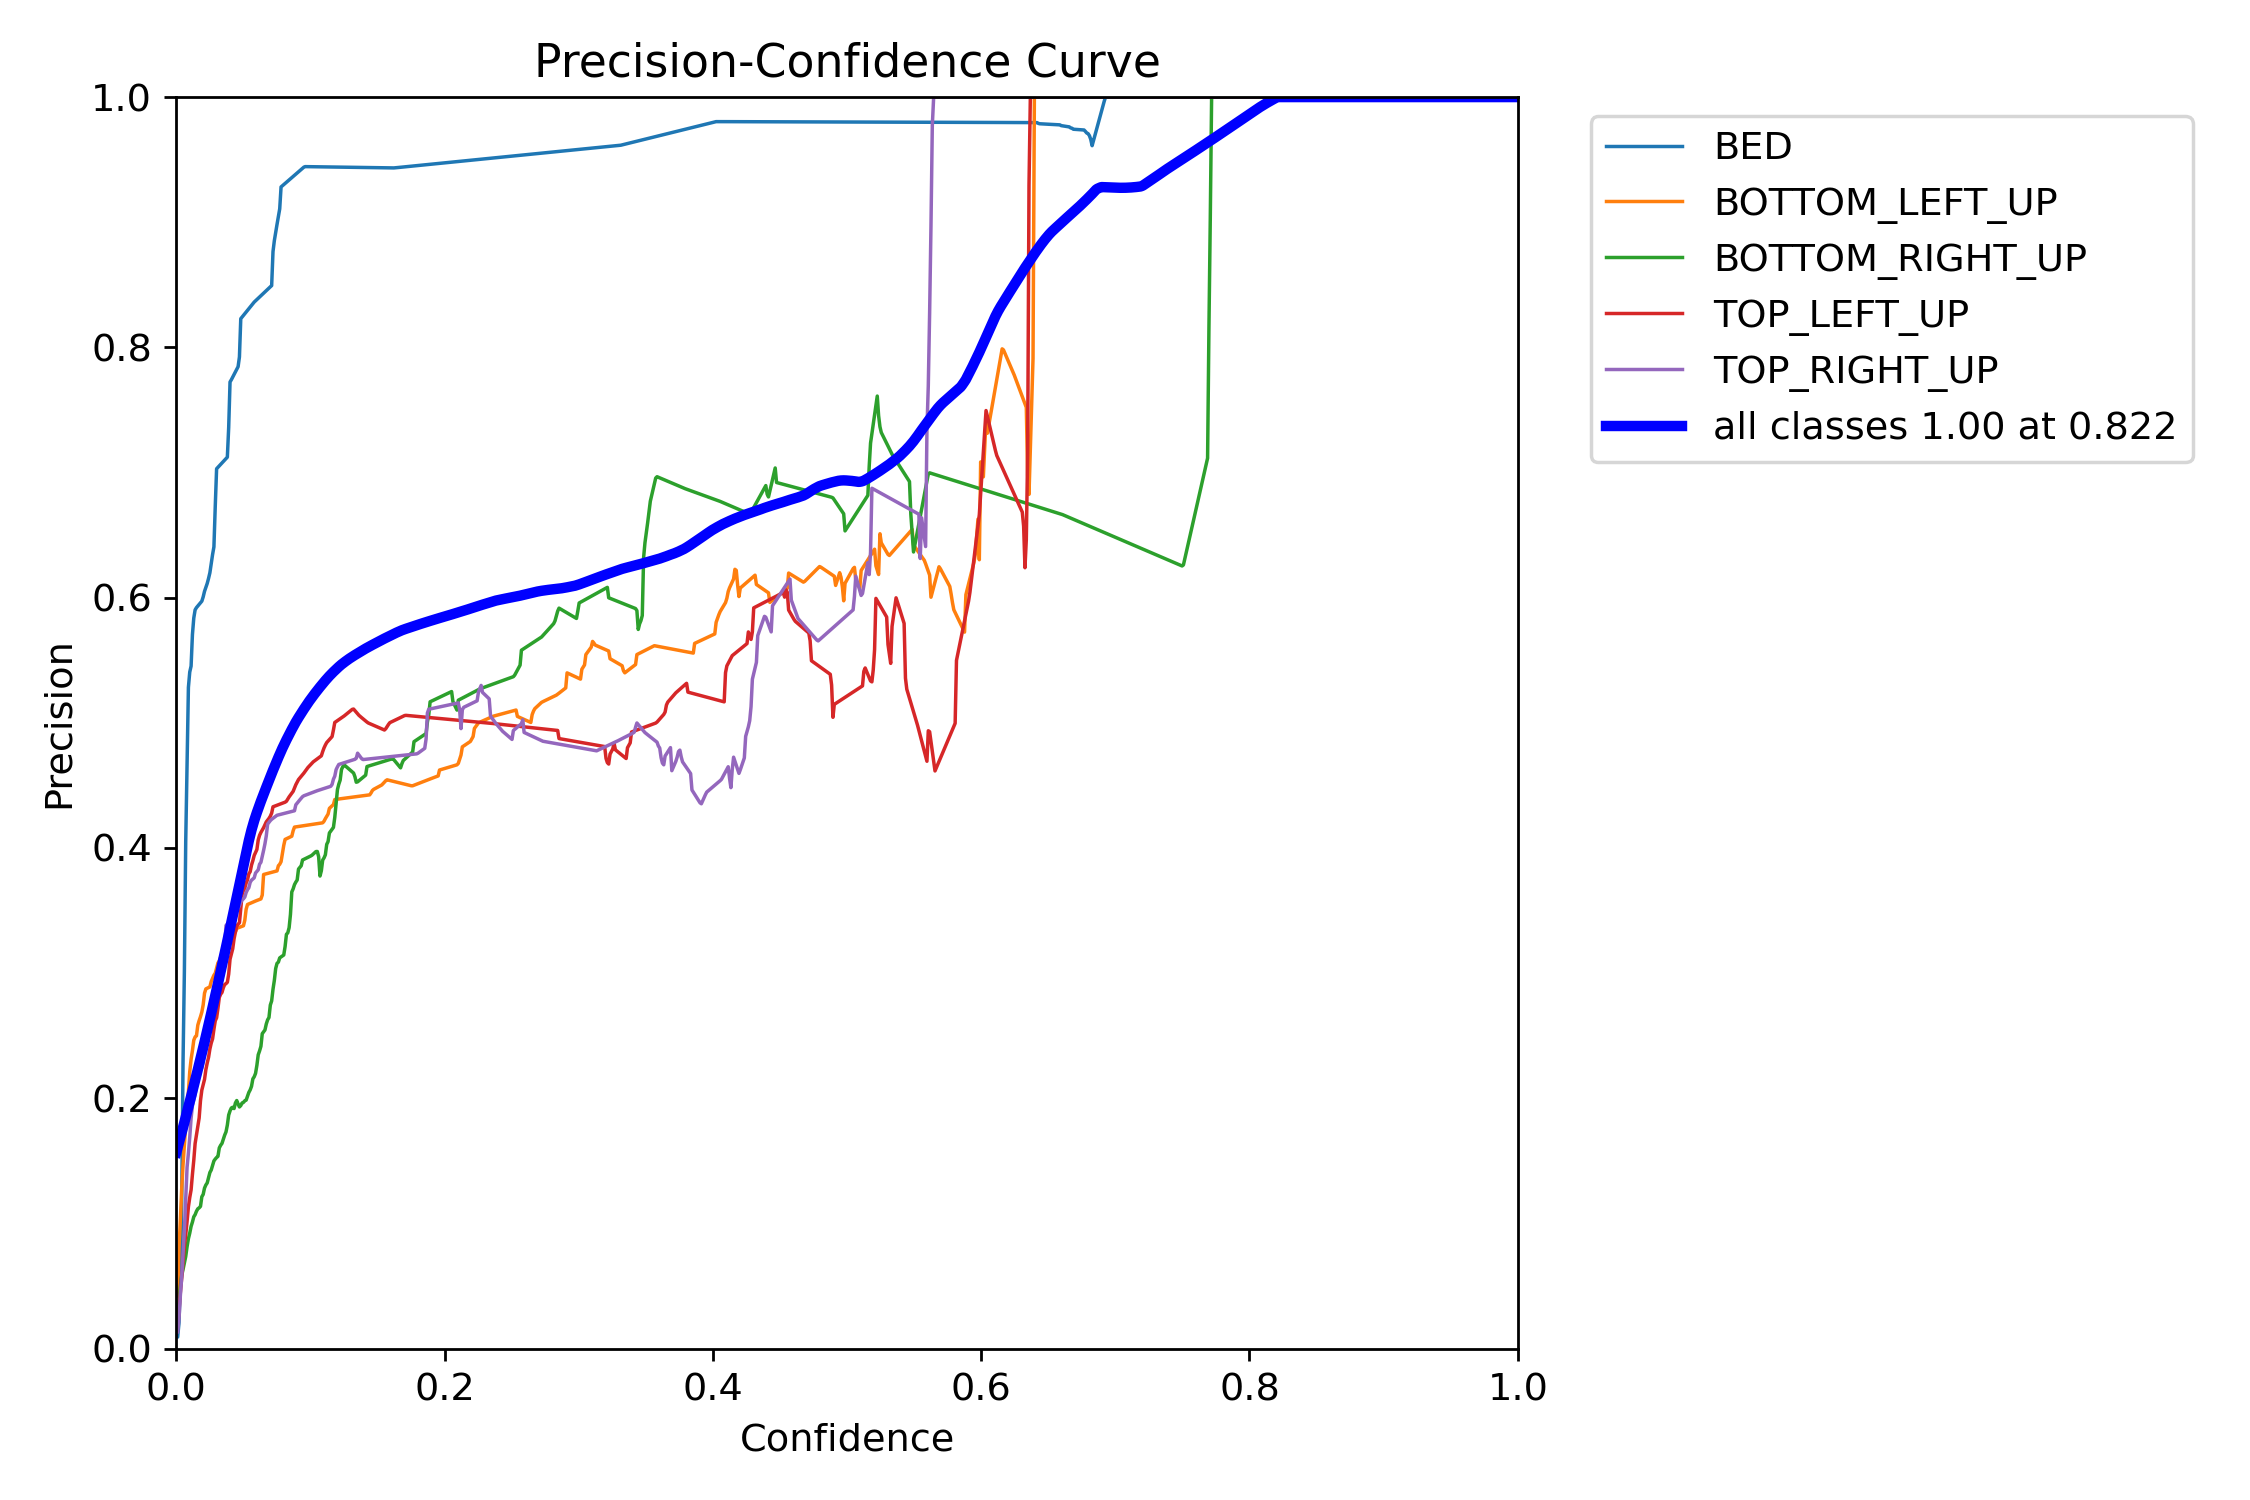 Precision-Confidence Curve
1.0
0.8
0.6
0.4
0.2
0.0
Precision
0.0 0.2 0.4 0.6 0.8 1.0
Confidence
BED
BOTTOM_LEFT_UP
BOTTOM_RIGHT_UP
TOP_LEFT_UP
TOP_RIGHT_UP
all classes 1.00 at 0.822